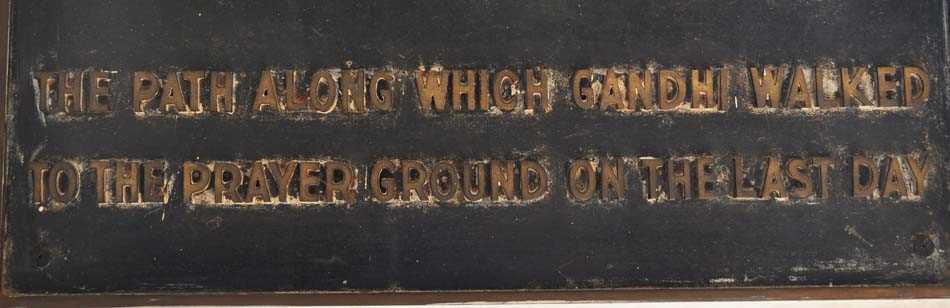 THE PATH ALONG WHICH GANDHI WALKED
TO THE PRAYER GROUND ON THE LAST DAY